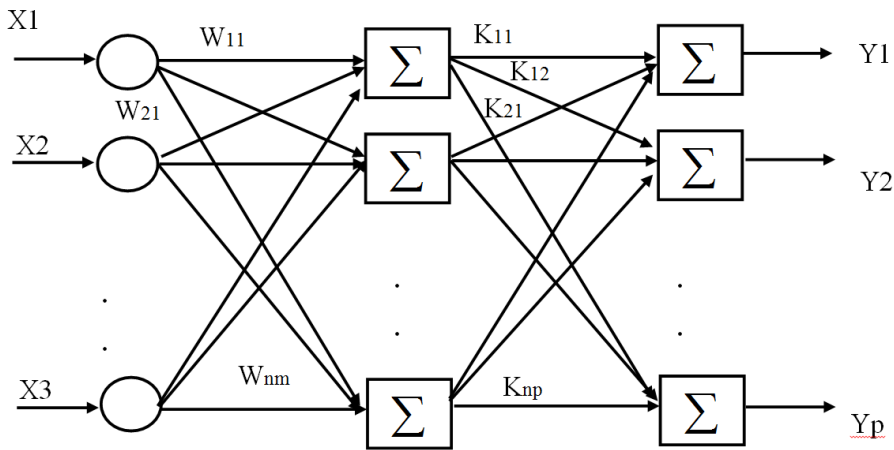 X1
W11
∑
K11
∑
Y1
K12
W21
K21
X2
∑
∑
Y2
X3
Wnm
∑
Knp
∑
Yp